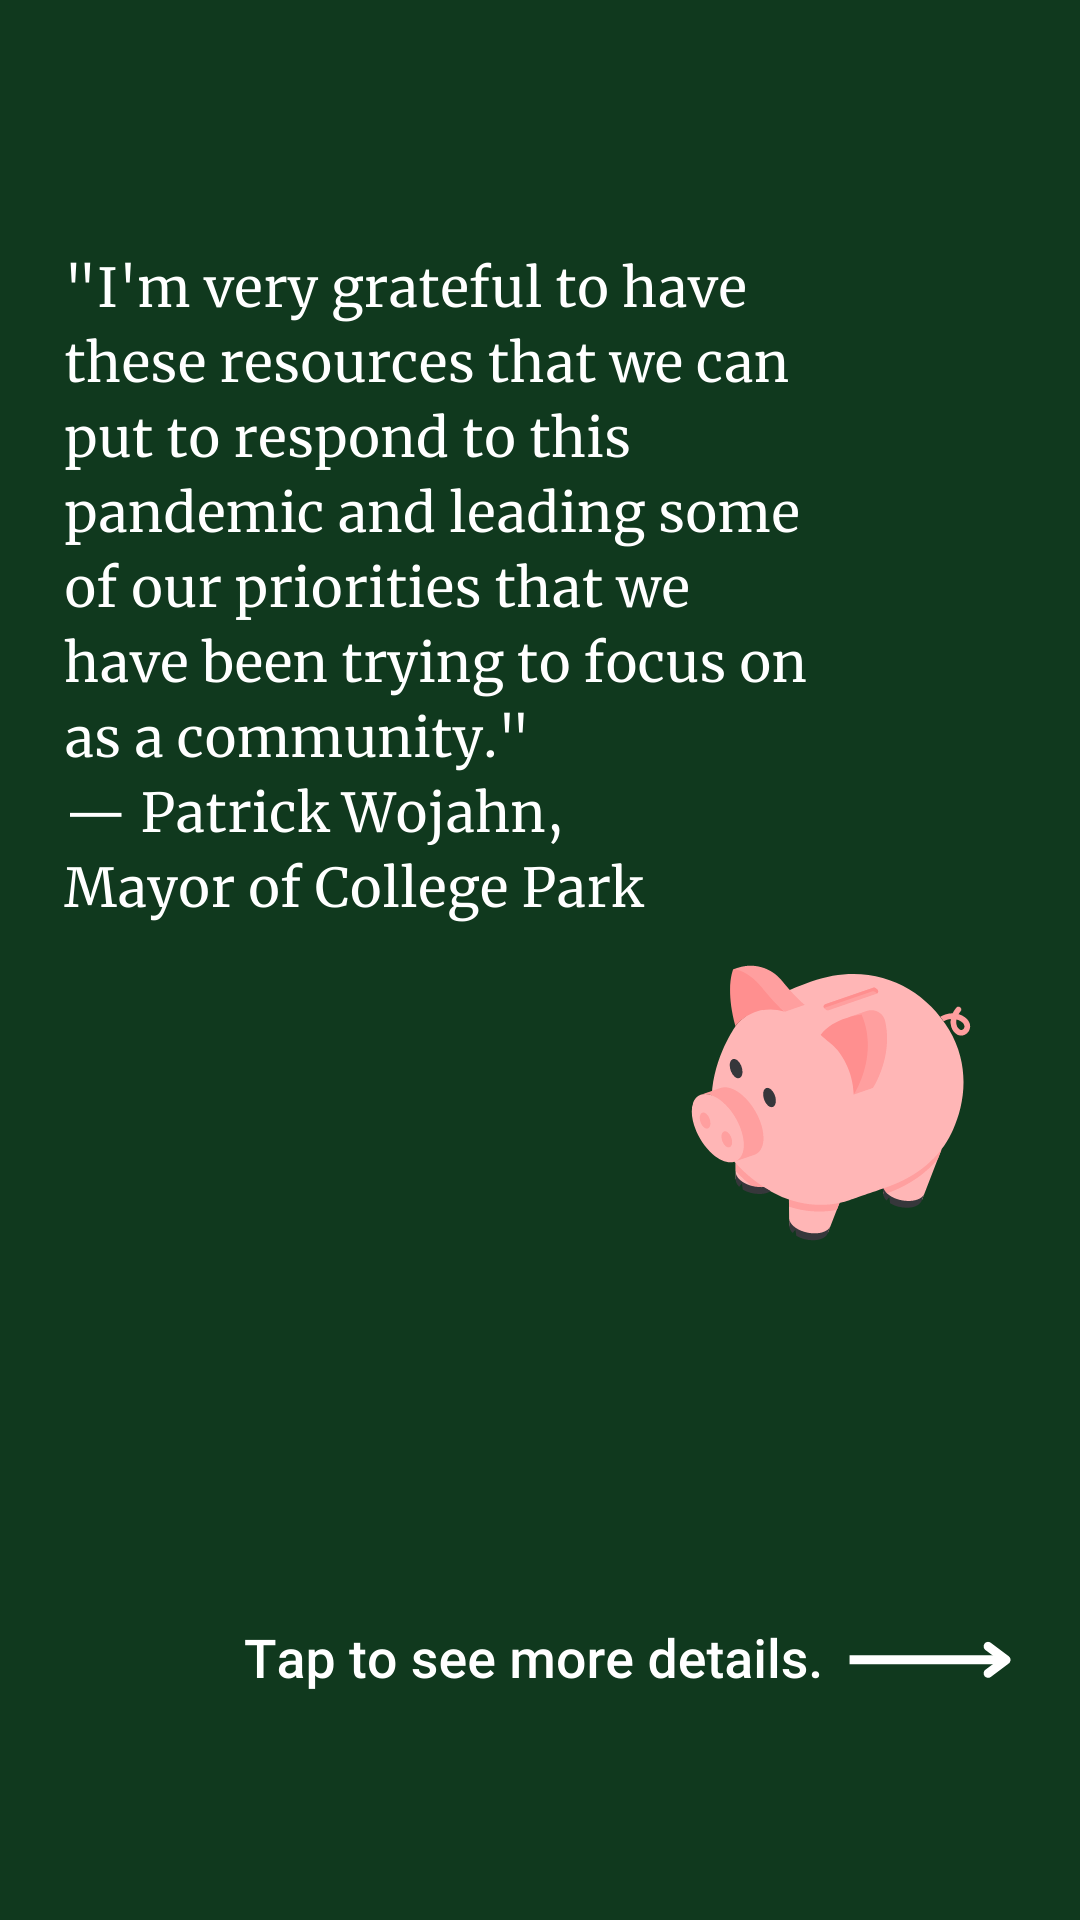 "I'm very grateful to have
these resources that we can
put to respond to this
pandemic and leading some
of our priorities that we
have been trying to focus on
as a community."
— Patrick Wojahn,
Mayor of College Park
Tap to see more details.